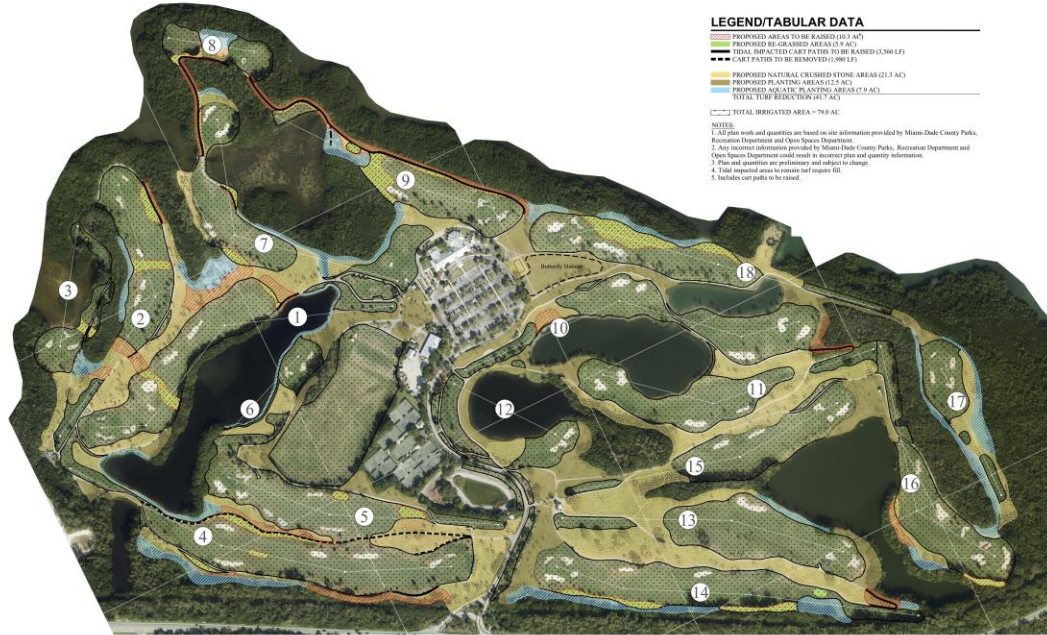 LEGEND/TABULAR DATA
PROPOSED AREAS TO BE RAISED (10.3 AC)
PROPOSED RE-GRASSED AREAS (5.9 AC)
TIDAL IMPACTED CART PATHS TO BE RAISED (3,560 LF)
CART PATHS TO BE REMOVED (1,980 LF)
PROPOSED NATURAL CRUSHED STONE AREAS (21.3 AC)
PROPOSED PLANTING AREAS (12.5 AC)
PROPOSED AQUATIC PLANTING AREAS (7.9 AC)
TOTAL TURF REDUCTION (41.7 AC)
TOTAL IRRIGATED AREA = 79.0 AC
NOTES:
1. All plan work and quantities are based on site information provided by Miami-Dade County Parks,
Recreation Department and Open Spaces Department.
2. Any incorrect information provided by Miami-Dade County Parks, Recreation Department and
Open Spaces Department could result in incorrect plan and quantity information.
3. Plan and quantities are preliminary and subject to change.
4. Tidal impacted areas to remain turf require fill.
5. Includes cart paths to be raised.
8
9
7
3
2
1
18
Butterfly Habitat
10
6
12
11
17
15
16
5
13
4
14